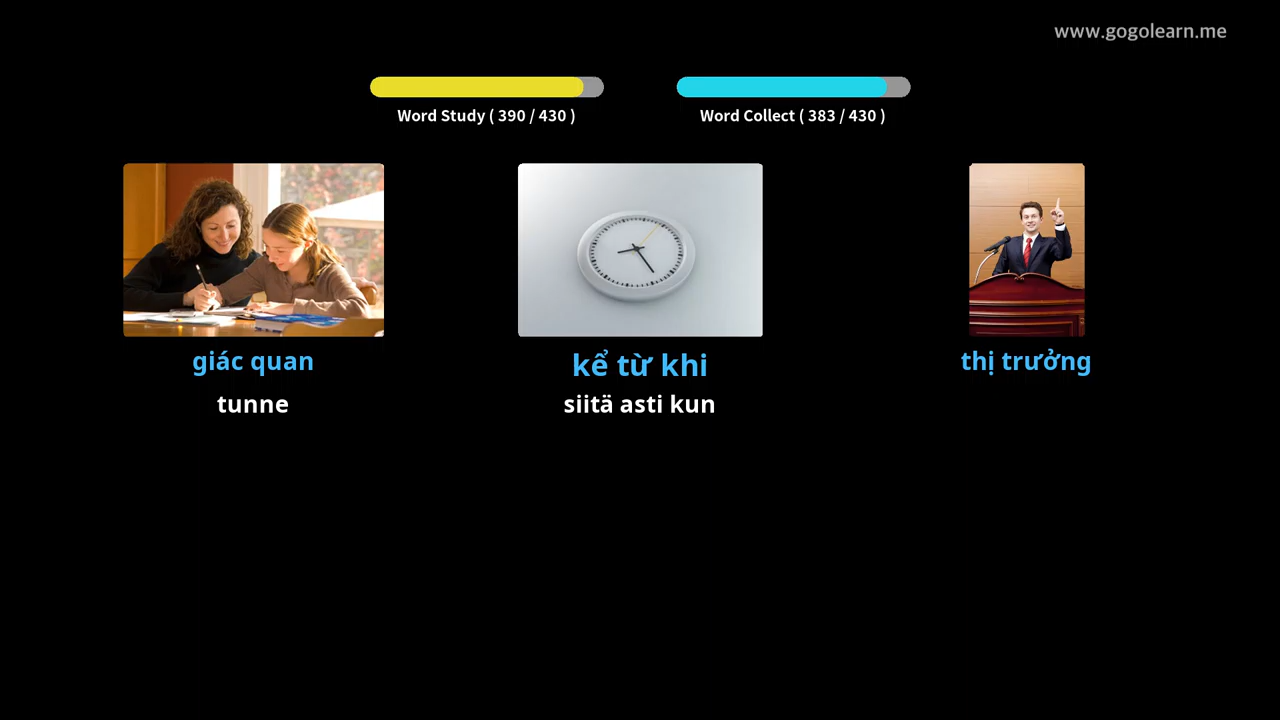 www.gogolearn.me
Word Study ( 390 / 430 )
Word Collect ( 383 / 430 )
giác quan
kể từ khi
thị trưởng
tunne
siitä asti kun